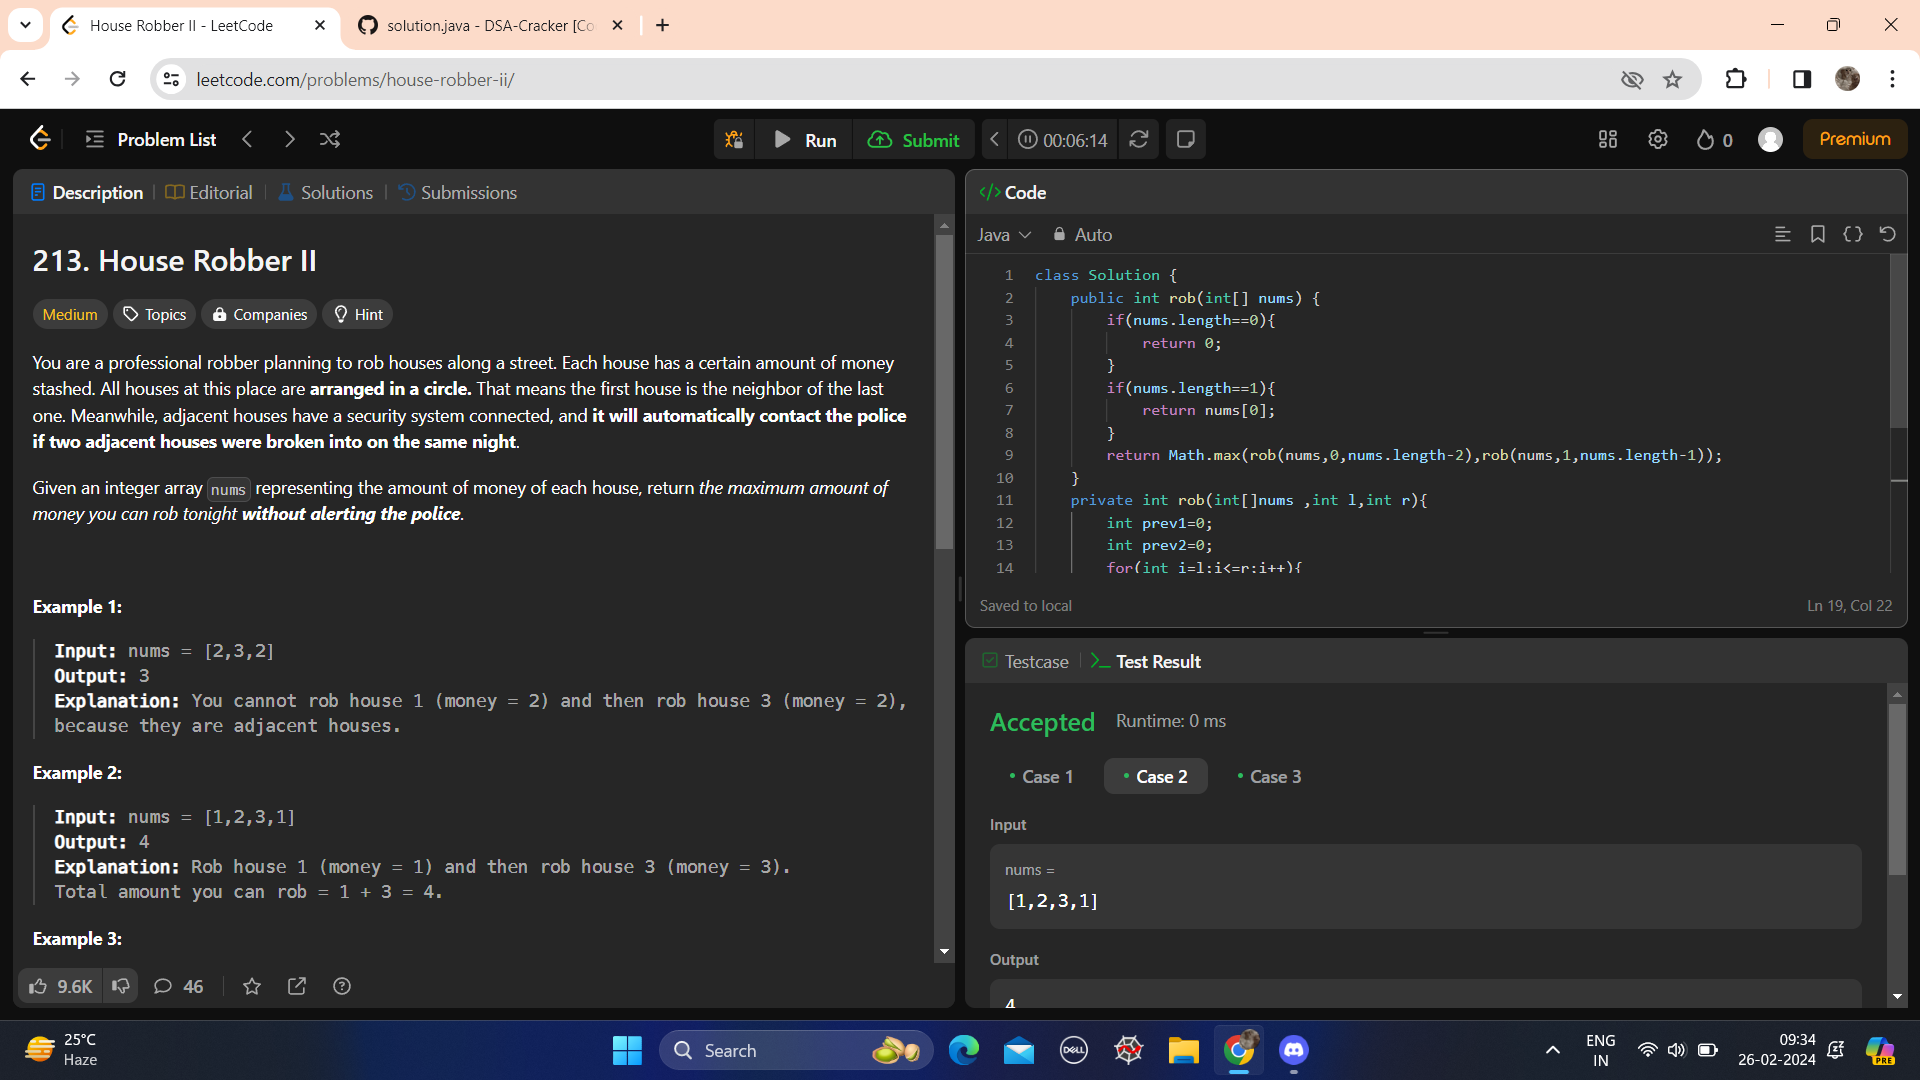 House Robber II - LeetCode
solution.java - DSA-Cracker [Co
leetcode.com/problems/house-robber-ii/
Problem List
Run
Submit
00:06:14
0
Premium
Description
Editorial
Solutions
Submissions
213. House Robber II
Medium
Topics
Companies
Hint
You are a professional robber planning to rob houses along a street. Each house has a certain amount of money
stashed. All houses at this place are arranged in a circle. That means the first house is the neighbor of the last
one. Meanwhile, adjacent houses have a security system connected, and it will automatically contact the police
if two adjacent houses were broken into on the same night.
Given an integer array nums representing the amount of money of each house, return the maximum amount of
money you can rob tonight without alerting the police.
Example 1:
Input: nums = [2,3,2]
Output: 3
Explanation: You cannot rob house 1 (money = 2) and then rob house 3 (money = 2),
because they are adjacent houses.
Example 2:
Input: nums = [1,2,3,1]
Output: 4
Explanation: Rob house 1 (money = 1) and then rob house 3 (money = 3).
Total amount you can rob = 1 + 3 = 4.
Example 3:
9.6K
46
</> Code
Java
Auto
1 class Solution {
2 public int rob(int[] nums) {
3 if(nums.length==0){
4 return 0;
5 }
6 if(nums.length==1){
7 return nums[0];
8 }
9 return Math.max(rob(nums,0,nums.length-2),rob(nums,1,nums.length-1));
10 }
11 private int rob(int[]nums ,int l,int r){
12 int prev1=0;
13 int prev2=0;
14 for(int i=l;i<=r;i++){
Saved to local
Ln 19, Col 22
Testcase
Test Result
Accepted
Runtime: 0 ms
Case 1
Case 2
Case 3
Input
nums =
[1,2,3,1]
Output
4
25°C
Haze
Search
DELL
ENG
IN
09:34
26-02-2024
PRE